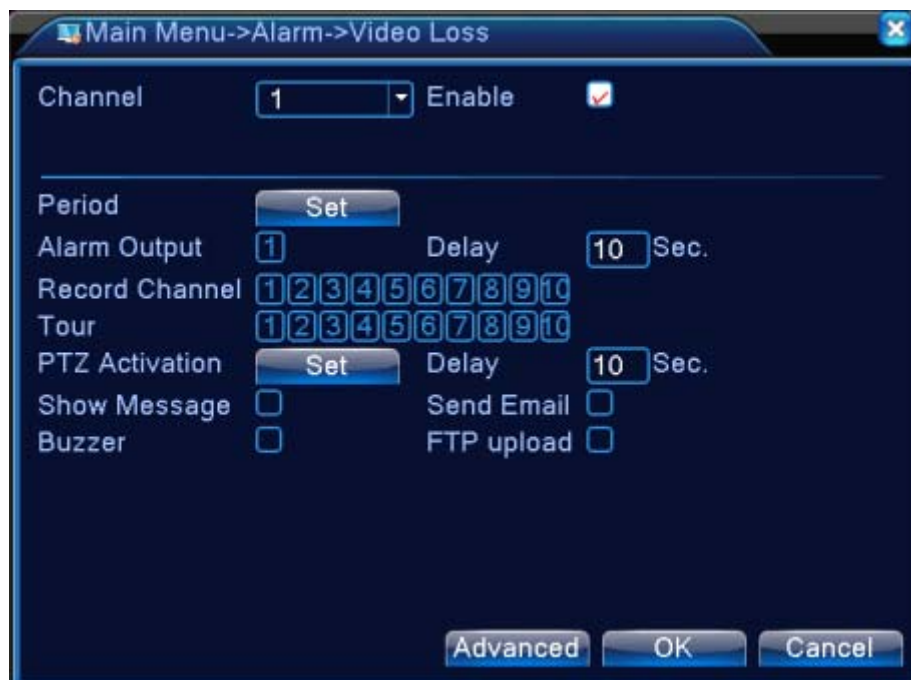 Main Menu->Alarm->Video Loss
Channel 1 Enable
Period Set
Alarm Output 1 Delay 10 Sec.
Record Channel 1 2 3 4 5 6 7 8 9 10
Tour 1 2 3 4 5 6 7 8 9 10
PTZ Activation Set Delay 10 Sec.
Show Message Send Email
Buzzer FTP upload
Advanced OK Cancel